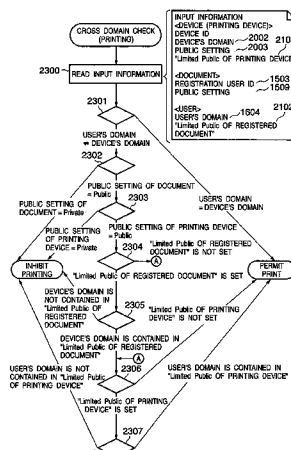 CROSS DOMAIN CHECK
(PRINTING)
2300
READ INPUT INFORMATION
INPUT INFORMATION
<DEVICE (PRINTING DEVICE)>
DEVICE ID
DEVICE'S DOMAIN 2002
PUBLIC SETTING 2003
"Limited Public OF PRINTING DEVICE
<DOCUMENT>
REGISTRATION USER ID 1503
PUBLIC SETTING 1509
<USER>
USER'S DOMAIN 1604
2102
"Limited Public OF REGISTERED
DOCUMENT"
2301
USER'S DOMAIN
≠ DEVICE'S DOMAIN
2302
PUBLIC SETTING OF DOCUMENT
= Public
USER'S DOMAIN
= DEVICE'S DOMAIN
PUBLIC SETTING OF
DOCUMENT = Private
2303
PUBLIC SETTING
OF PRINTING
DEVICE = Private
PUBLIC SETTING OF PRINTING DEVICE
= Public
2304
"Limited Public OF REGISTERED
DOCUMENT" IS NOT SET
A
INHIBIT
PRINTING
PERMIT
PRINT
"Limited Public OF REGISTERED DOCUMENT" IS SET
DEVICE'S DOMAIN IS
NOT CONTAINED IN
"Limited Public OF
REGISTERED
DOCUMENT"
2305
"Limited Public OF PRINTING
DEVICE" IS NOT SET
DEVICE'S DOMAIN IS CONTAINED IN
"Limited Public OF REGISTERED
DOCUMENT"
A
USER'S DOMAIN IS NOT
CONTAINED IN "Limited Public
OF PRINTING DEVICE"
2306
USER'S DOMAIN IS CONTAINED IN
"Limited Public OF PRINTING DEVICE"
"Limited Public OF PRINTING
DEVICE" IS SET
2307